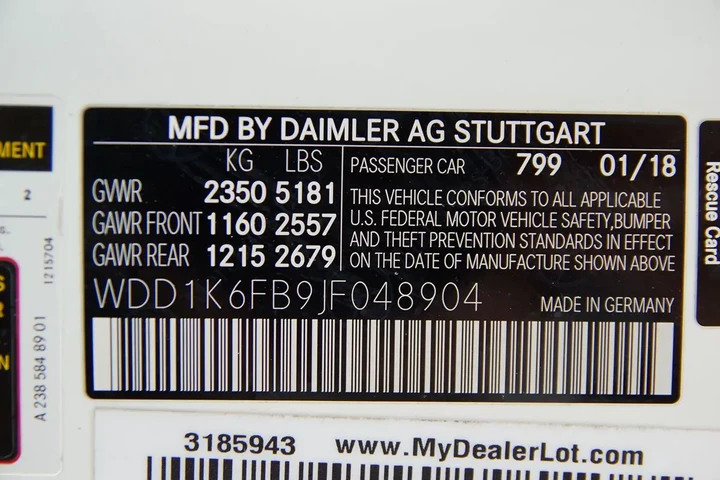 MFD BY DAIMLER AG STUTTGART
KG LBS
GVWR 2350 5181
GAWR FRONT 1160 2557
GAWR REAR 1215 2679
PASSENGER CAR 799 01/18
THIS VEHICLE CONFORMS TO ALL APPLICABLE
U.S. FEDERAL MOTOR VEHICLE SAFETY,BUMPER
AND THEFT PREVENTION STANDARDS IN EFFECT
ON THE DATE OF MANUFACTURE SHOWN ABOVE
WDD1K6FB9JF048904
MADE IN GERMANY
3185943 www.MyDealerLot.com
Rescue Card
MENT
2
1215704
A 238 584 89 01